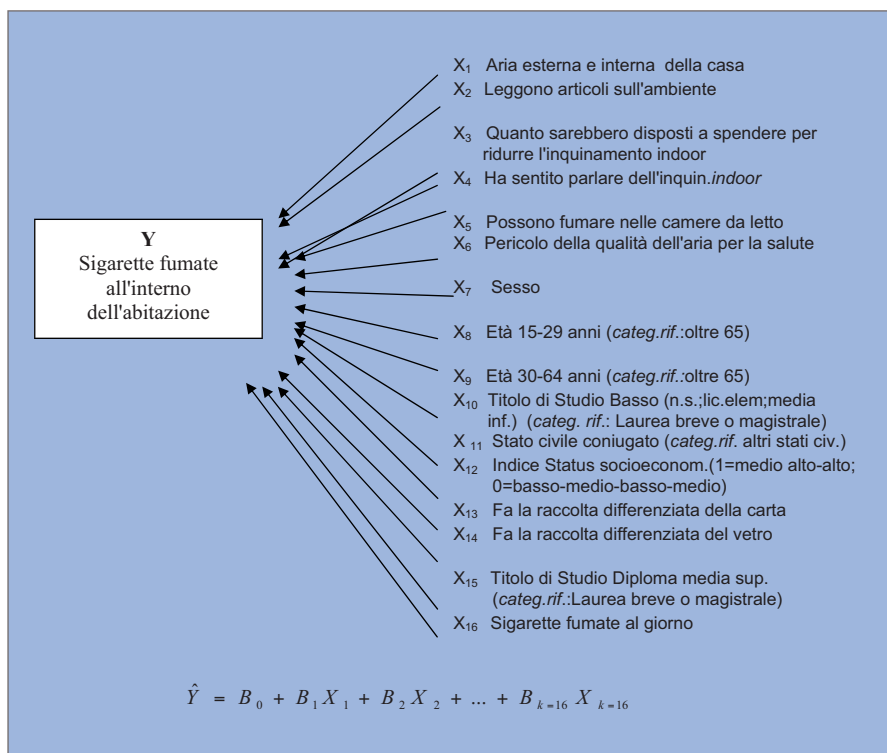 X1 Aria esterna e interna della casa
X2 Leggono articoli sull'ambiente
X3 Quanto sarebbero disposti a spendere per
ridurre l'inquinamento indoor
X4 Ha sentito parlare dell'inquin.indoor
X5 Possono fumare nelle camere da letto
X6 Pericolo della qualità dell'aria per la salute
Y
Sigarette fumate
all'interno
dell'abitazione
X7 Sesso
X8 Età 15-29 anni (categ.rif.:oltre 65)
X9 Età 30-64 anni (categ.rif.:oltre 65)
X10 Titolo di Studio Basso (n.s.;lic.elem;media
inf.) (categ. rif.: Laurea breve o magistrale)
X 11 Stato civile coniugato (categ.rif. altri stati civ.)
X12 Indice Status socioeconom.(1=medio alto-alto;
0=basso-medio-basso-medio)
X13 Fa la raccolta differenziata della carta
X14 Fa la raccolta differenziata del vetro
X15 Titolo di Studio Diploma media sup.
(categ.rif.:Laurea breve o magistrale)
X16 Sigarette fumate al giorno
Ŷ = B0 + B1 X1 + B2 X2 + ... + Bk=16 Xk=16